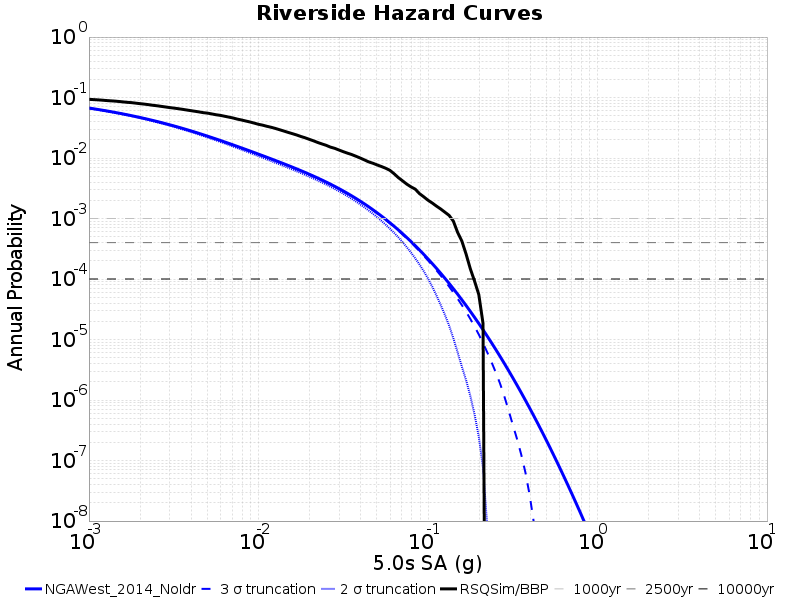 Riverside Hazard Curves
Annual Probability
10^0
10^-1
10^-2
10^-3
10^-4
10^-5
10^-6
10^-7
10^-8
10^-3 10^-2 10^-1 10^0 10^1
5.0s SA (g)
NGAWest_2014_NoIdr 3 σ truncation 2 σ truncation RSQSim/BBP 1000yr 2500yr 10000yr